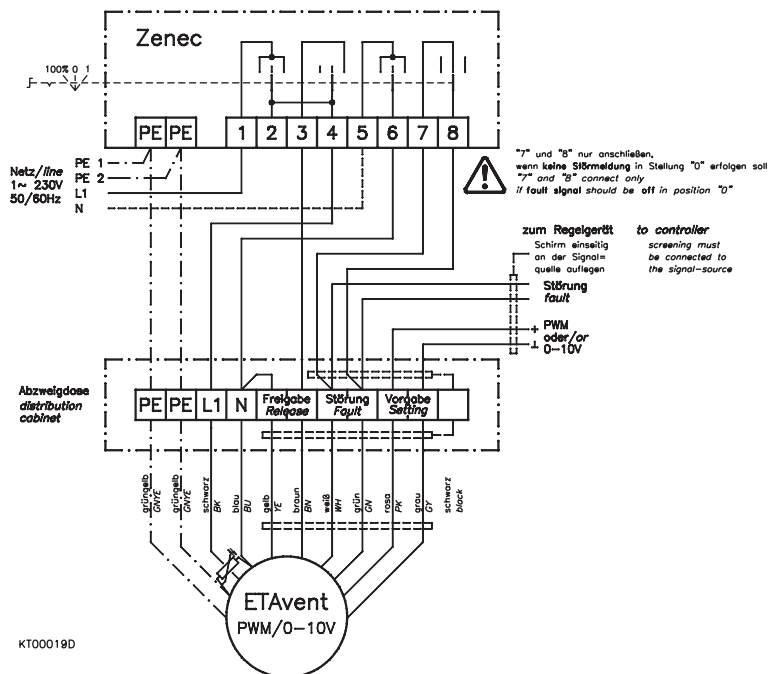 Zenec
100% 0 1
PE PE 1 2 3 4 5 6 7 8
PE 1
PE 2
Netz/line
1~ 230V
50/60Hz
L1
N
"7" und "8" nur anschließen,
wenn keine Störmeldung in Stellung "0" erfolgen soll
"7" and "8" connect only
if fault signal should be off in position "0"
zum Regelgerät to controller
Schirm einseitig
an der Signal=
quelle auflegen
screening must
be connected to
the signal-source
Störung
fault
+ PWM
oder/or
⊥ 0-10V
Abzweigdose
distribution
cabinet
PE PE L1 N
Freigabe
Release
Störung
Fault
Vorgabe
Setting
grüngelb
GNYE
grüngelb
GNYE
schwarz
BK
blau
BU
gelb
YE
braun
BN
weiß
WH
grün
GN
rosa
PK
grau
GY
schwarz
black
ETAvent
PWM/0-10V
KT00019D